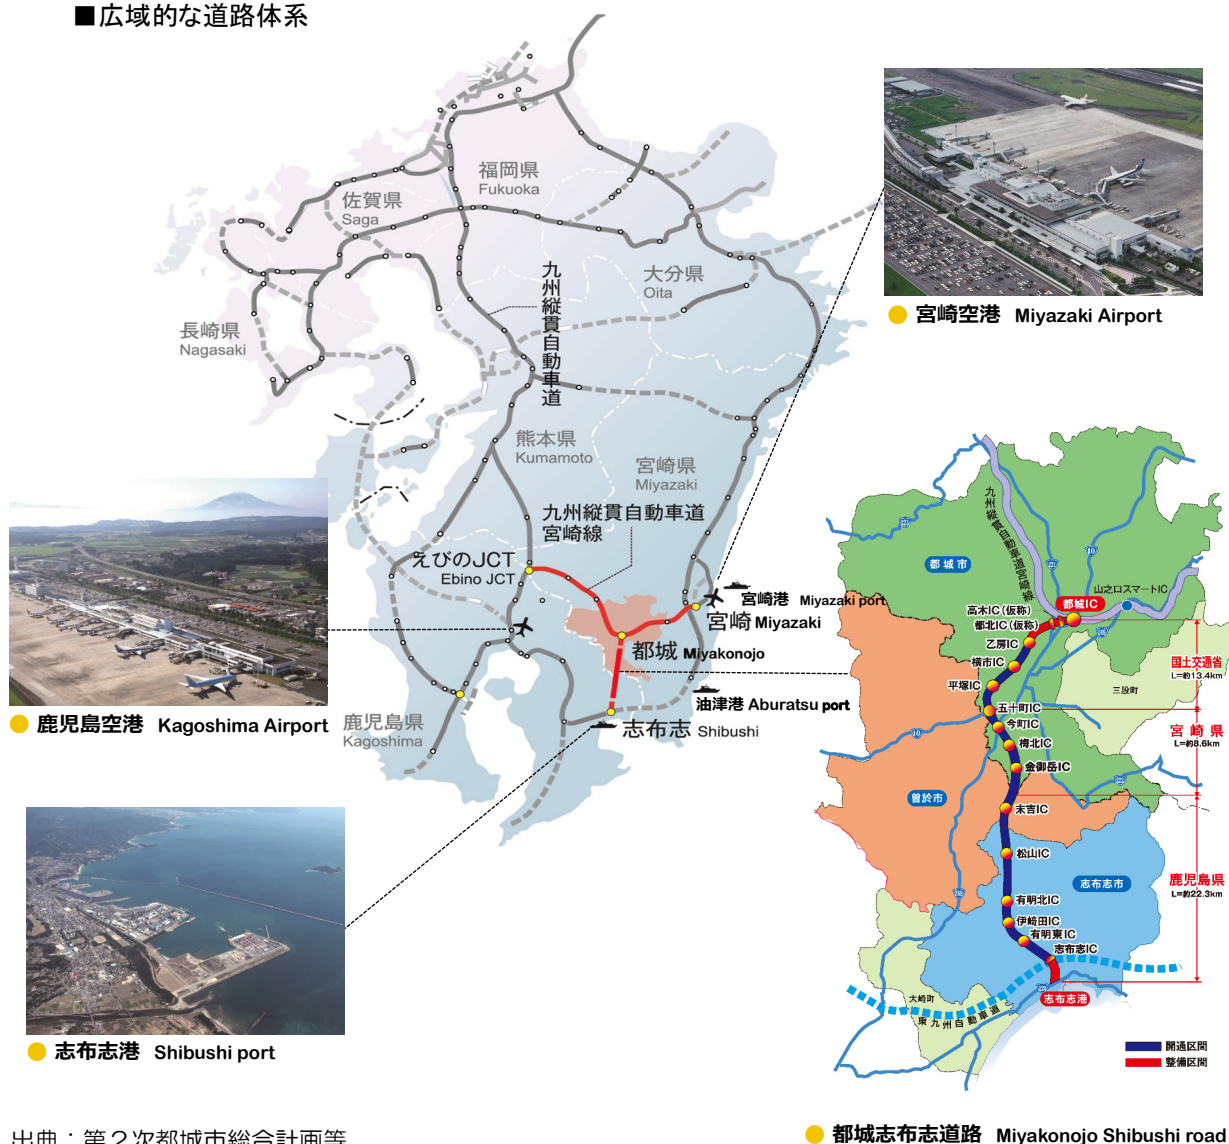 ■広域的な道路体系
福岡県
Fukuoka
佐賀県
Saga
大分県
Oita
長崎県
Nagasaki
九州縦貫自動車道
熊本県
Kumamoto
宮崎県
Miyazaki
九州縦貫自動車道
宮崎線
えびのJCT
Ebino JCT
宮崎港 Miyazaki port
宮崎 Miyazaki
都城 Miyakonojo
油津港 Aburatsu port
志布志 Shibushi
鹿児島県
Kagoshima
宮崎空港 Miyazaki Airport
鹿児島空港 Kagoshima Airport
志布志港 Shibushi port
九州縦貫自動車道宮崎線
都城市
山之口スマートIC
都城IC
高木IC(仮称)
都北IC(仮称)
乙房IC
横市IC
平塚IC
五十町IC
今町IC
梅北IC
金御岳IC
末吉IC
松山IC
有明北IC
伊﨑田IC
有明東IC
志布志IC
志布志港
三股町
曽於市
志布志市
大崎町
東九州自動車道
国土交通省
L=約13.4km
宮崎県
L=約8.6km
鹿児島県
L=約22.3km
10
10
開通区間
整備区間
都城志布志道路 Miyakonojo Shibushi road
出典：第２次都城市総合計画等